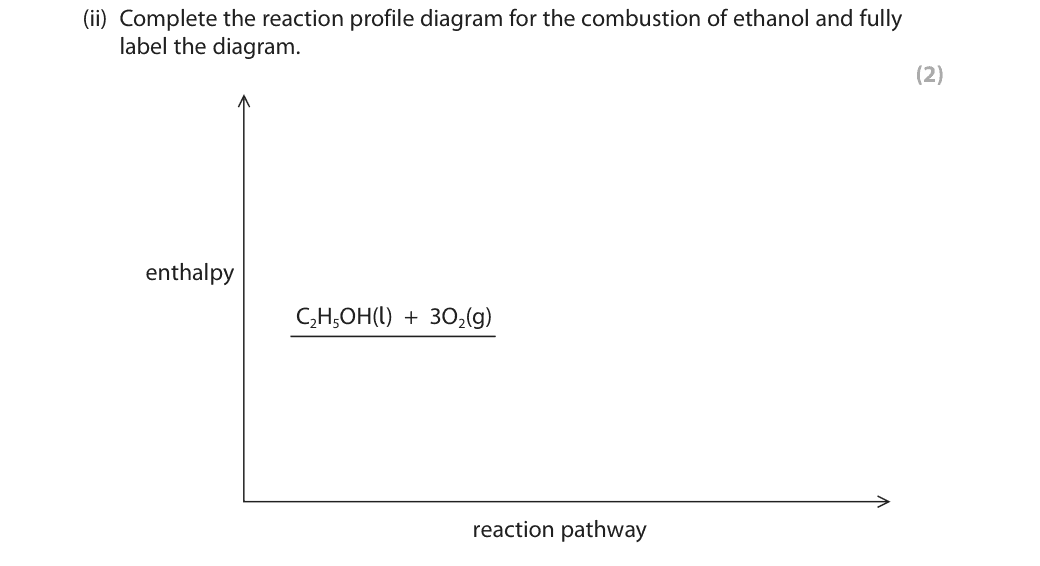 (ii) Complete the reaction profile diagram for the combustion of ethanol and fully
label the diagram.
(2)
enthalpy
C₂H₅OH(l) + 3O₂(g)
reaction pathway